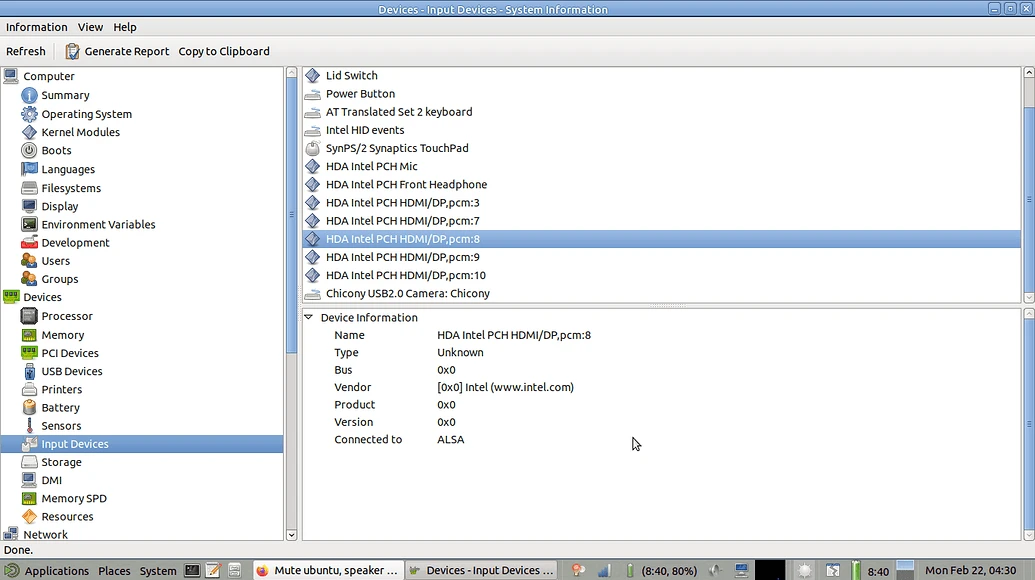 Devices - Input Devices - System Information
Information View Help
Refresh Generate Report Copy to Clipboard
Computer
Summary
Operating System
Kernel Modules
Boots
Languages
Filesystems
Display
Environment Variables
Development
Users
Groups
Devices
Processor
Memory
PCI Devices
USB Devices
Printers
Battery
Sensors
Input Devices
Storage
DMI
Memory SPD
Resources
Network
Lid Switch
Power Button
AT Translated Set 2 keyboard
Intel HID events
SynPS/2 Synaptics TouchPad
HDA Intel PCH Mic
HDA Intel PCH Front Headphone
HDA Intel PCH HDMI/DP,pcm:3
HDA Intel PCH HDMI/DP,pcm:7
HDA Intel PCH HDMI/DP,pcm:8
HDA Intel PCH HDMI/DP,pcm:9
HDA Intel PCH HDMI/DP,pcm:10
Chicony USB2.0 Camera: Chicony
Device Information
Name HDA Intel PCH HDMI/DP,pcm:8
Type Unknown
Bus 0x0
Vendor [0x0] Intel (www.intel.com)
Product 0x0
Version 0x0
Connected to ALSA
Done.
Applications Places System Mute ubuntu, speaker ... Devices - Input Devices ... (8:40, 80%) 8:40 Mon Feb 22, 04:30